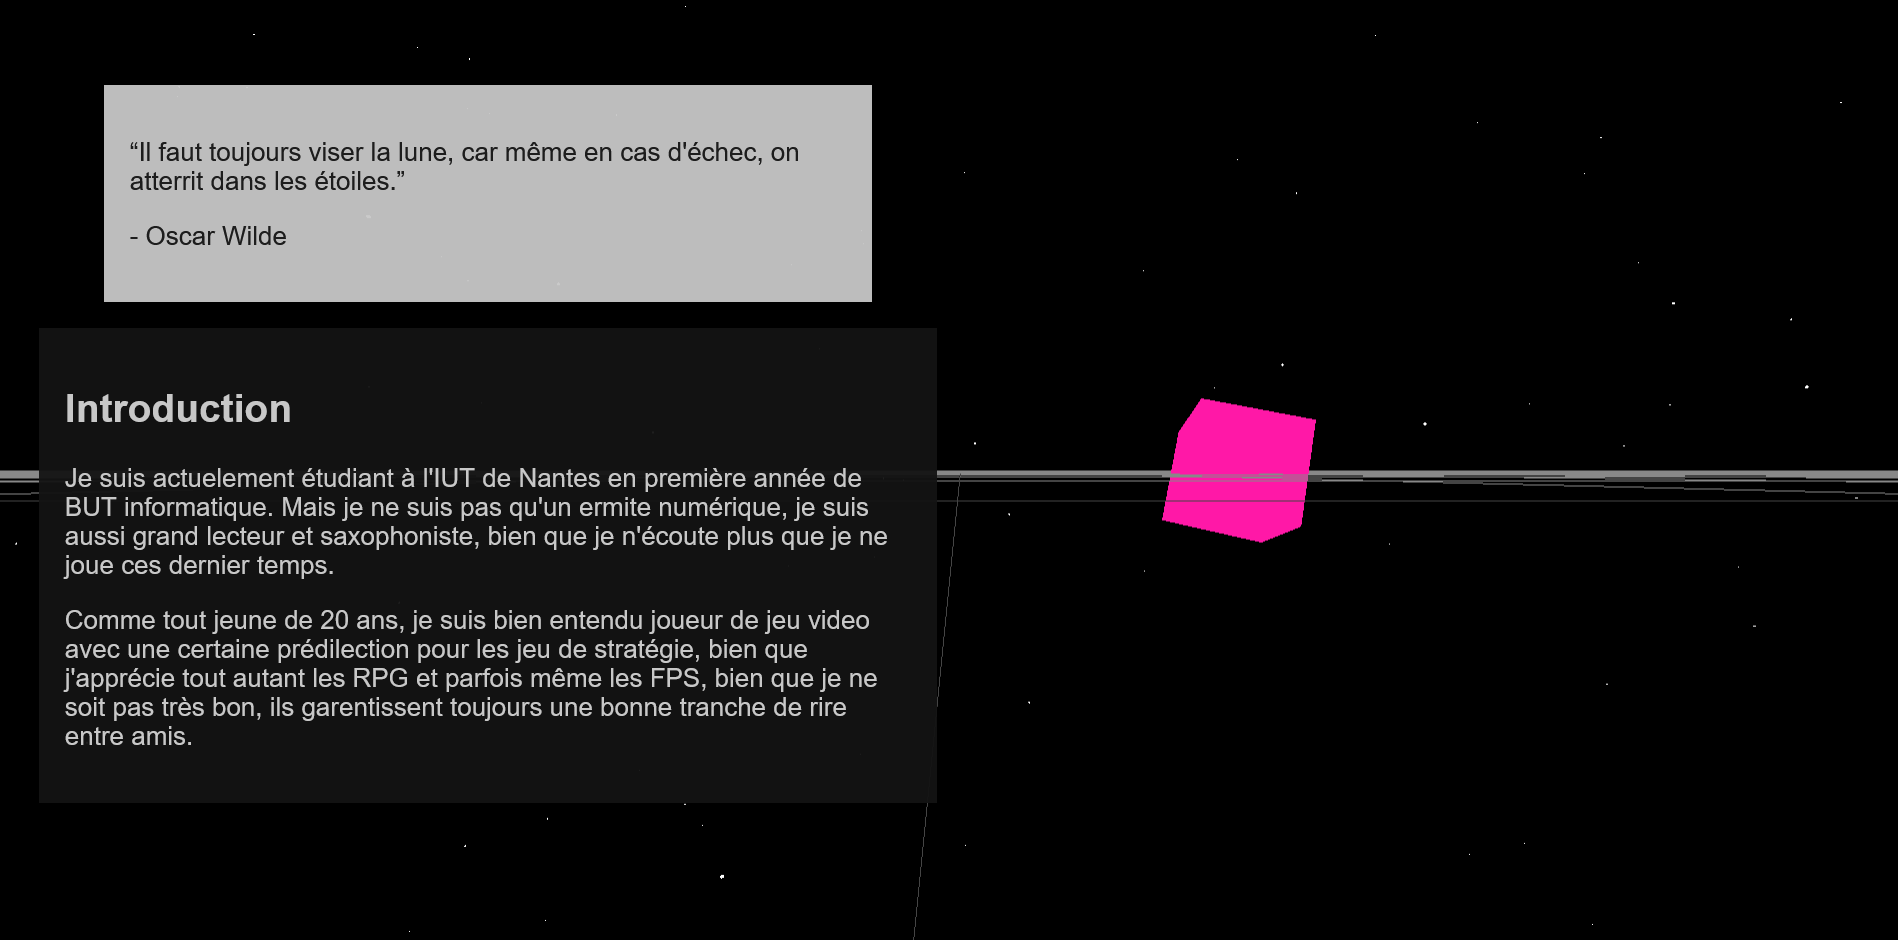 “Il faut toujours viser la lune, car même en cas d'échec, on
atterrit dans les étoiles.”
- Oscar Wilde
Introduction
Je suis actuelement étudiant à l'IUT de Nantes en première année de
BUT informatique. Mais je ne suis pas qu'un ermite numérique, je suis
aussi grand lecteur et saxophoniste, bien que je n'écoute plus que je ne
joue ces dernier temps.
Comme tout jeune de 20 ans, je suis bien entendu joueur de jeu video
avec une certaine prédilection pour les jeu de stratégie, bien que
j'apprécie tout autant les RPG et parfois même les FPS, bien que je ne
soit pas très bon, ils garentissent toujours une bonne tranche de rire
entre amis.